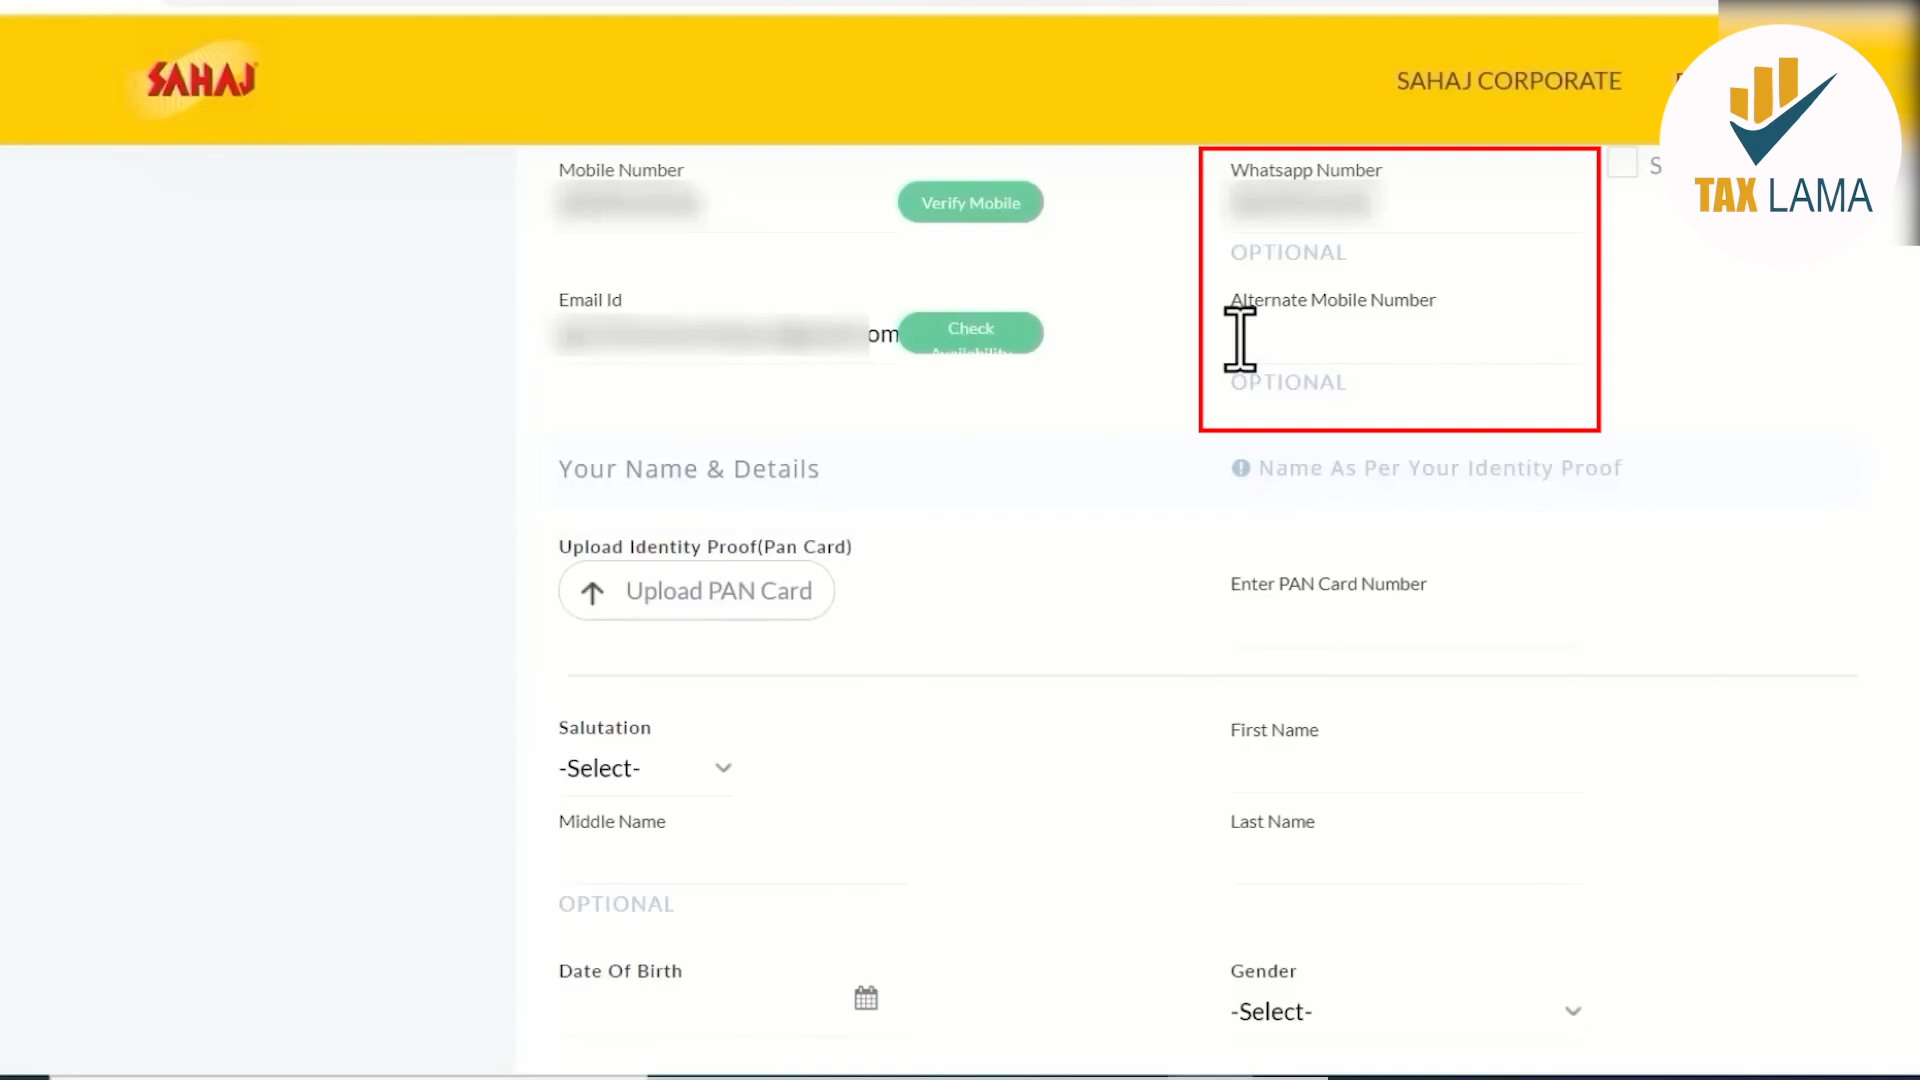 SAHAJ
SAHAJ CORPORATE
TAX LAMA
Mobile Number
Verify Mobile
Whatsapp Number
S
OPTIONAL
Email Id
om
Check
Availability
Alternate Mobile Number
OPTIONAL
Your Name & Details
Name As Per Your Identity Proof
Upload Identity Proof(Pan Card)
Upload PAN Card
Enter PAN Card Number
Salutation
-Select-
First Name
Middle Name
Last Name
OPTIONAL
Date Of Birth
Gender
-Select-